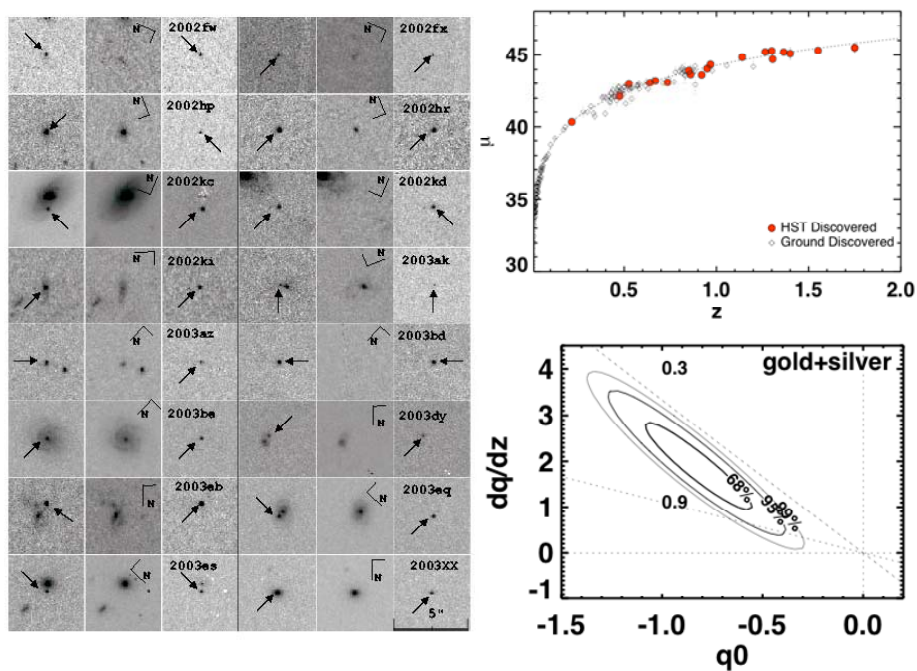 2002fw
N
2002fx
N
2002hp
N
2002hr
N
2002kc
N
2002kd
N
2002ki
N
2003ak
N
2003az
N
2003bd
N
2003be
N
2003dy
N
2003eb
N
2003eq
N
2003es
N
2003XX
N
5"
45
40
35
30
μ
HST Discovered
Ground Discovered
0.5 1.0 1.5 2.0
z
4
3
2
1
0
-1
dq/dz
0.3
gold+silver
0.9
68%
95%
99%
-1.5 -1.0 -0.5 0.0
q0